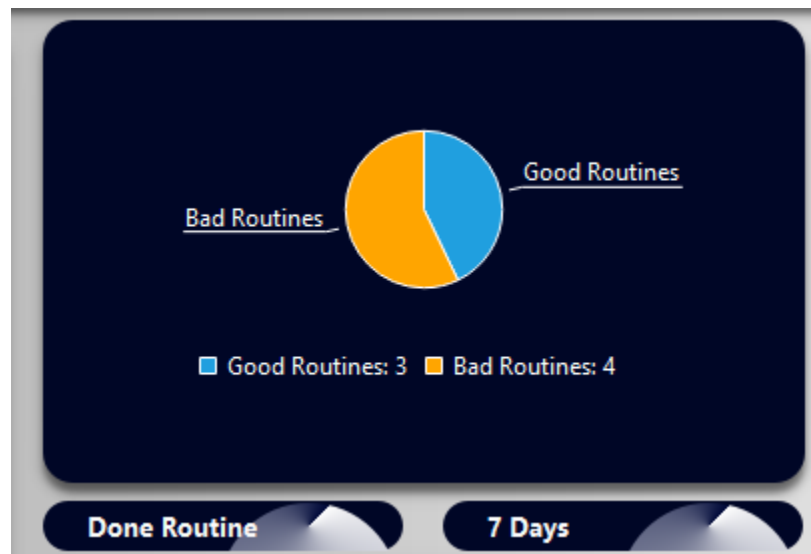 Good Routines
Bad Routines
Good Routines: 3 Bad Routines: 4
Done Routine
7 Days